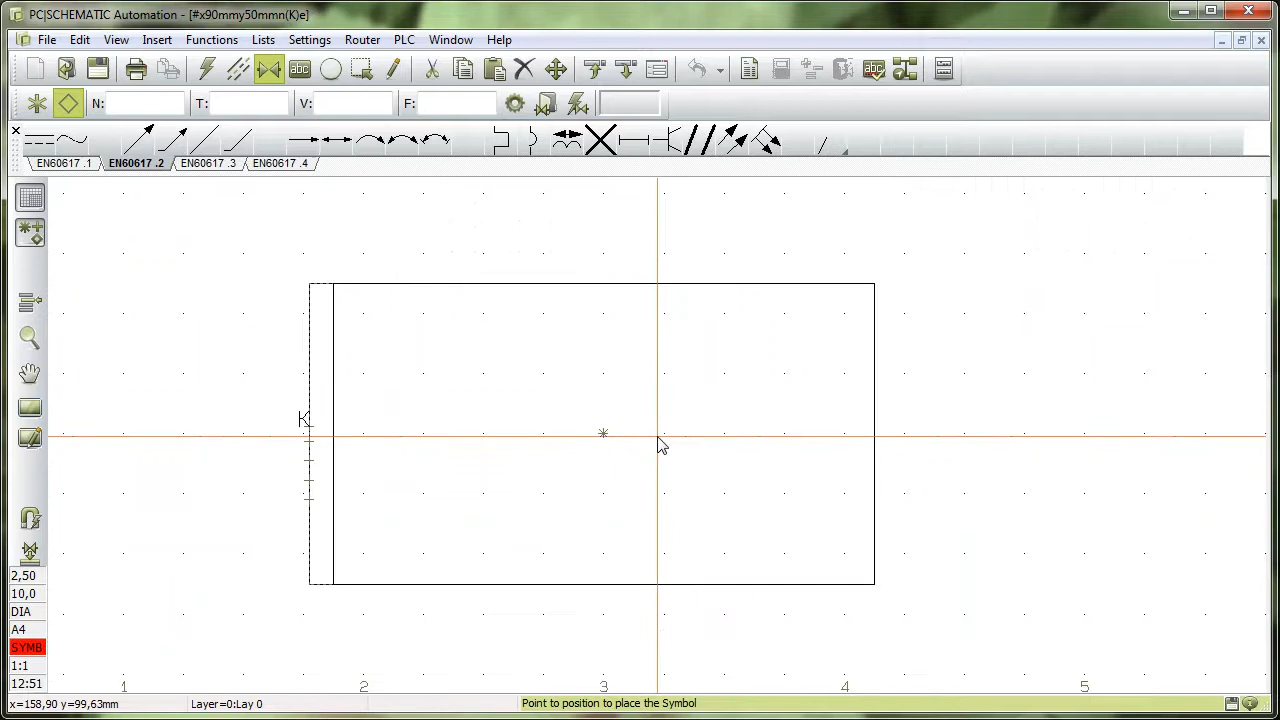 PC|SCHEMATIC Automation - [#x90mmy50mmn(K)e]
File Edit View Insert Functions Lists Settings Router PLC Window Help
abc
abc
N: T: V: F:
EN60617 .1 EN60617 .2 EN60617 .3 EN60617 .4
K
2,50
10,0
DIA
A4
SYMB
1:1
12:51
1 2 3 4 5
x=158,90 y=99,63mm Layer=0:Lay 0 Point to position to place the Symbol